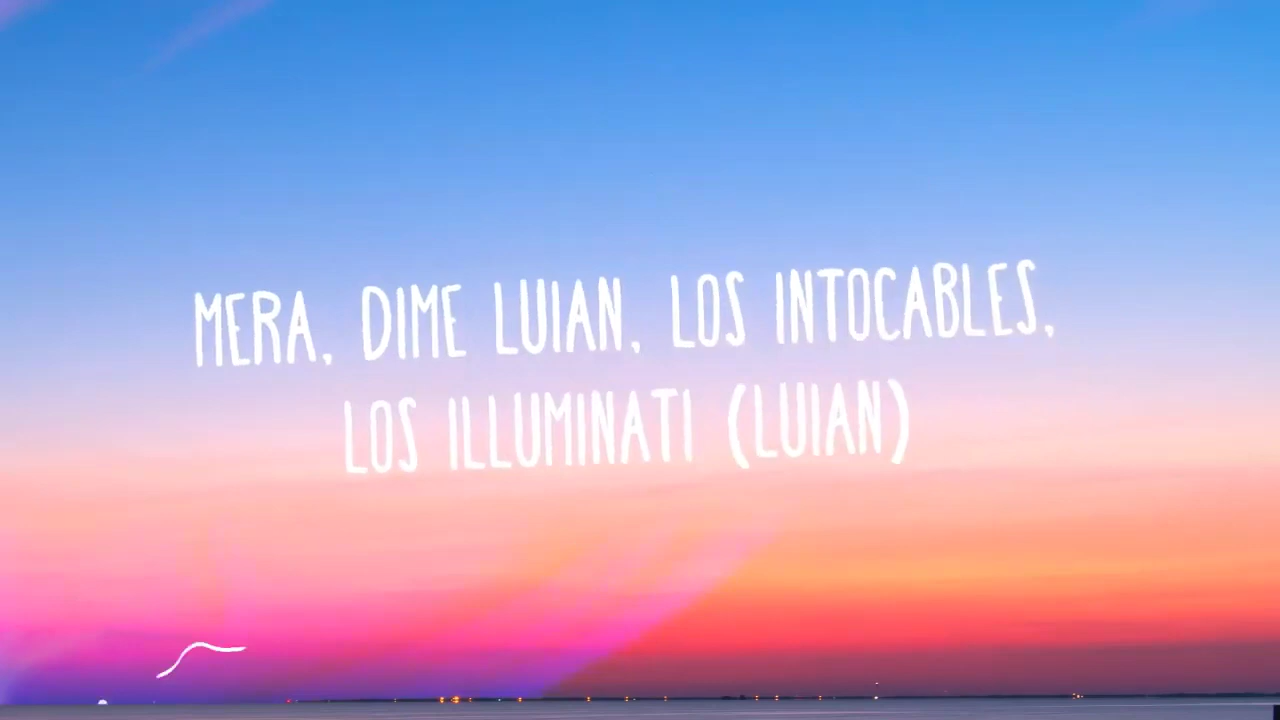 MERA, DIME LUIAN, LOS INTOCABLES,
LOS ILLUMINATI (LUIAN)